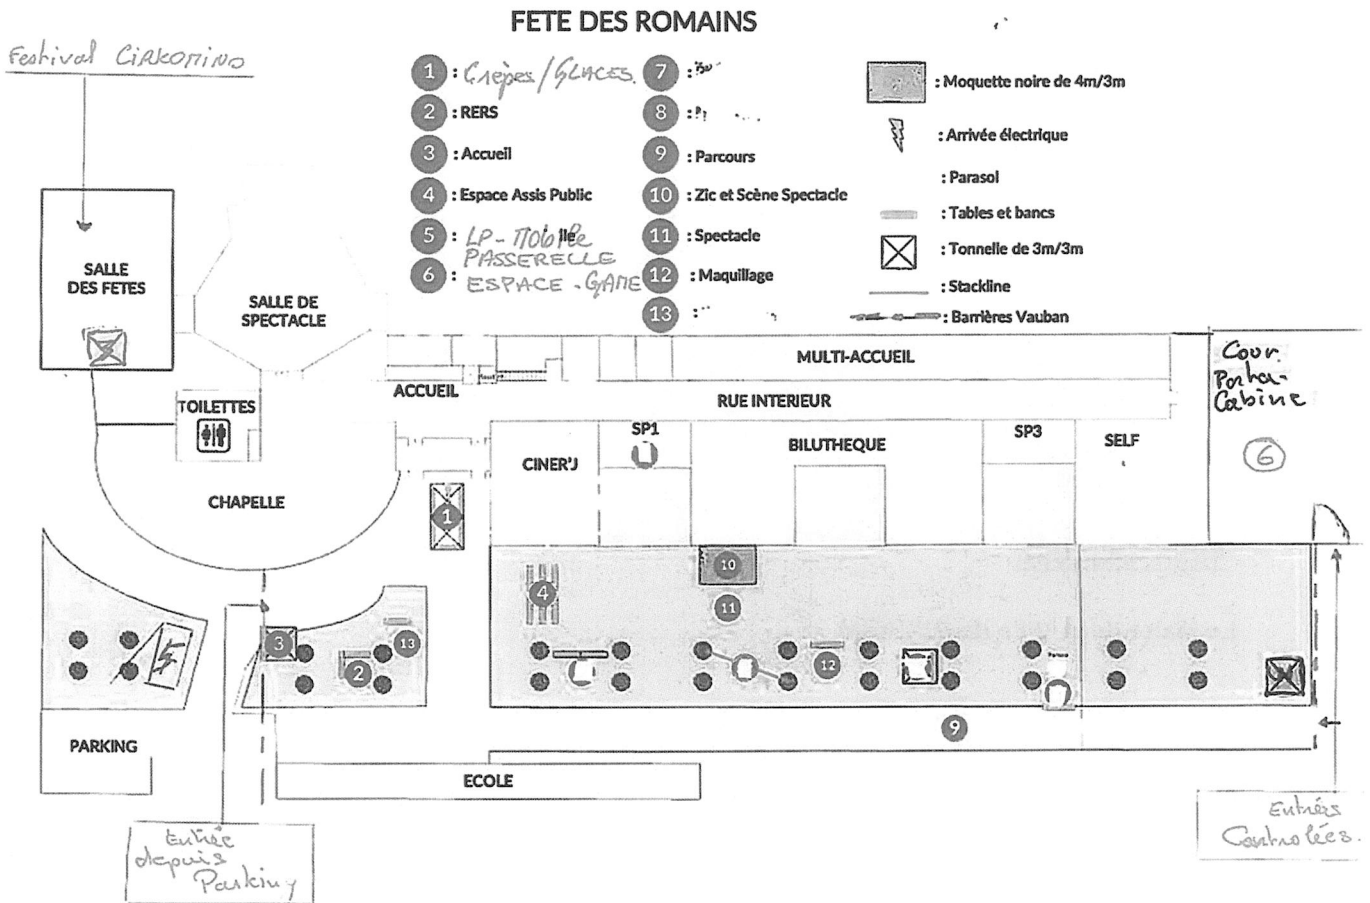 FETE DES ROMAINS
Festival CIRKOMINO
1 : Crêpes/GLACES.
2 : RERS
3 : Accueil
4 : Espace Assis Public
5 : LP-MObile
PASSERELLE
6 : ESPACE-GAME
7 :
8 :
9 : Parcours
10 : Zic et Scène Spectacle
11 : Spectacle
12 : Maquillage
13 :
: Moquette noire de 4m/3m
: Arrivée électrique
: Parasol
: Tables et bancs
: Tonnelle de 3m/3m
: Stackline
: Barrières Vauban
SALLE
DES FETES
SALLE DE
SPECTACLE
MULTI-ACCUEIL
Cour
Porta-
Cabine
6
ACCUEIL
RUE INTERIEUR
TOILETTES
CINER'J
SP1
BILUTHEQUE
SP3
SELF
CHAPELLE
1
10
4
11
3
13
2
12
9
PARKING
ECOLE
Entrée
depuis
Parking
Entrées
Controlées.